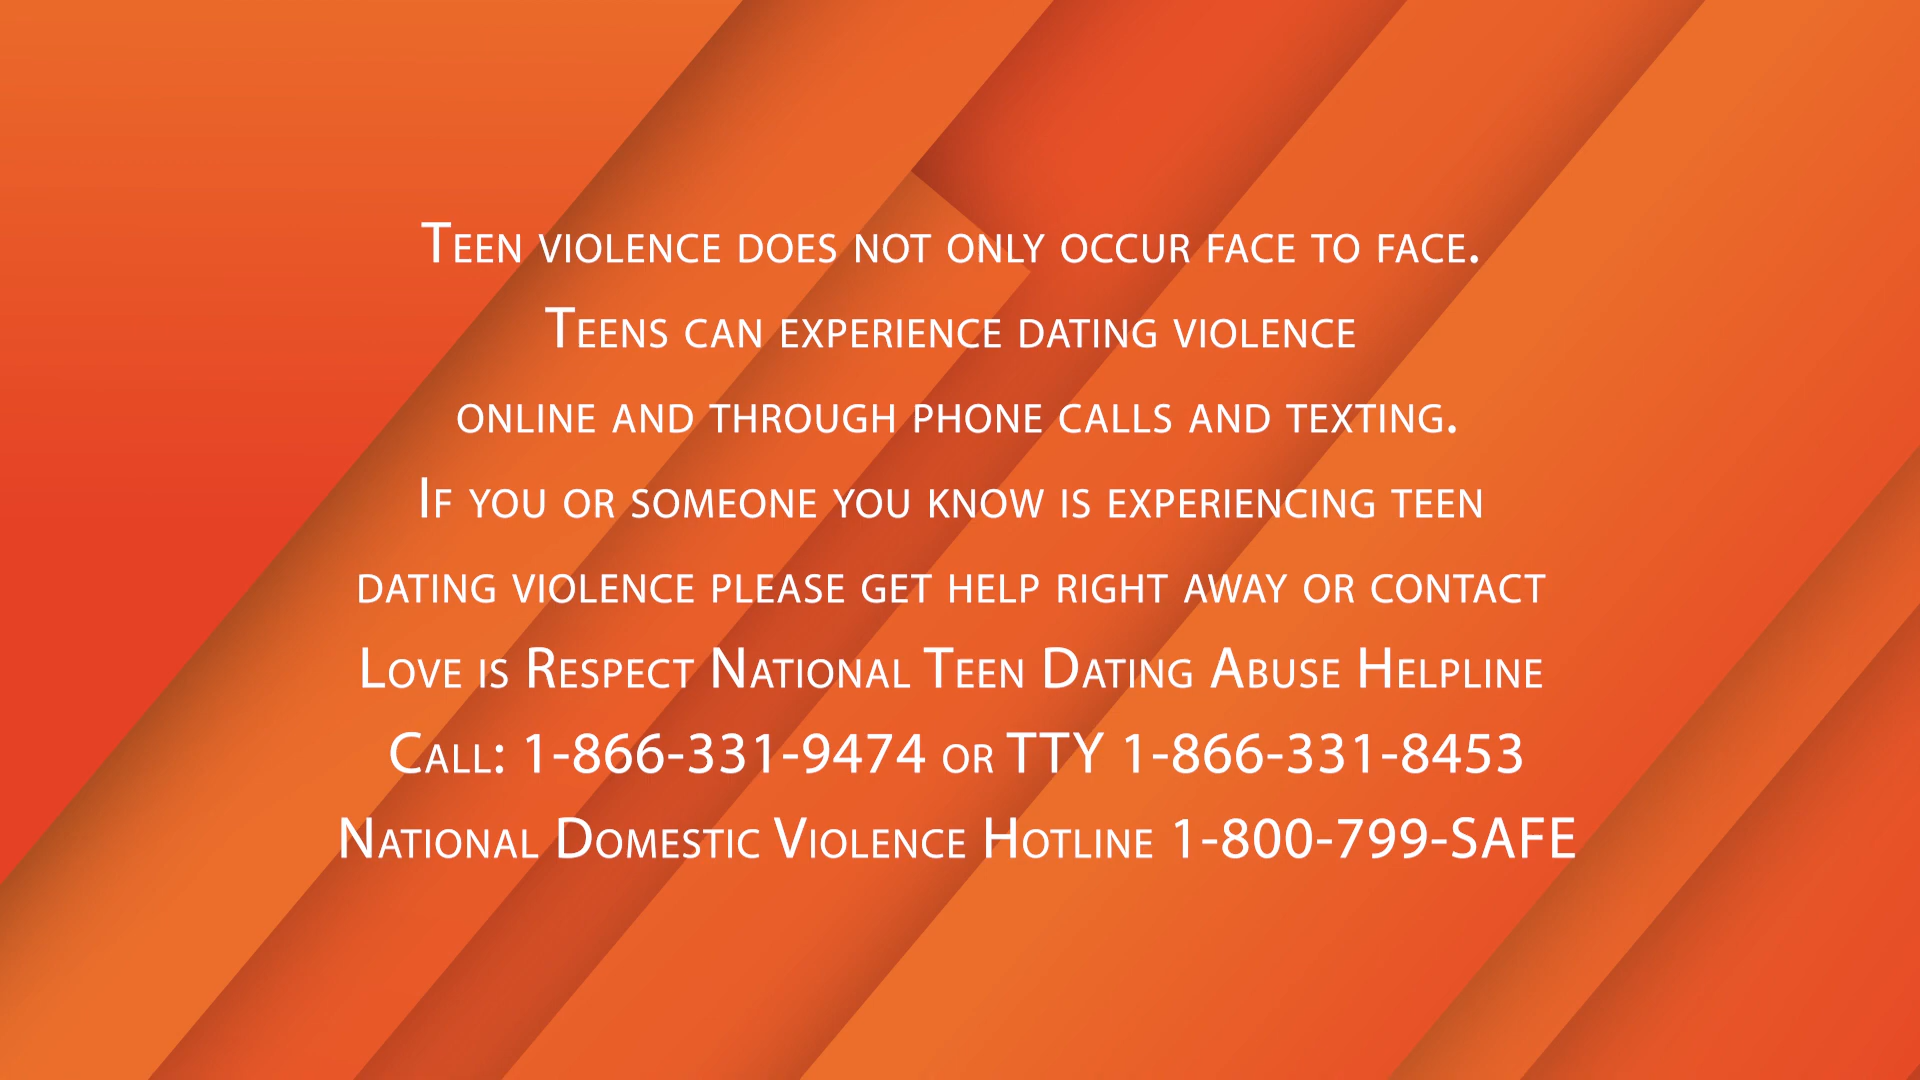 Teen violence does not only occur face to face.
Teens can experience dating violence
online and through phone calls and texting.
If you or someone you know is experiencing teen
dating violence please get help right away or contact
Love is Respect National Teen Dating Abuse Helpline
Call: 1-866-331-9474 or TTY 1-866-331-8453
National Domestic Violence Hotline 1-800-799-SAFE